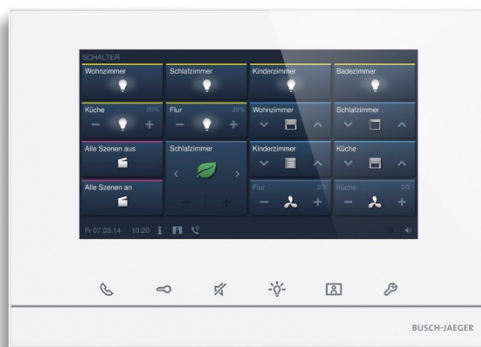 SCHALTER
Wohnzimmer Schlafzimmer Kinderzimmer Badezimmer
Küche 20% Flur 20% Wohnzimmer Schlafzimmer
Alle Szenen aus Schlafzimmer Kinderzimmer Küche
Alle Szenen an Flur 2/3 Küche 2/3
Fr 07.03.14 10:20
BUSCH-JAEGER